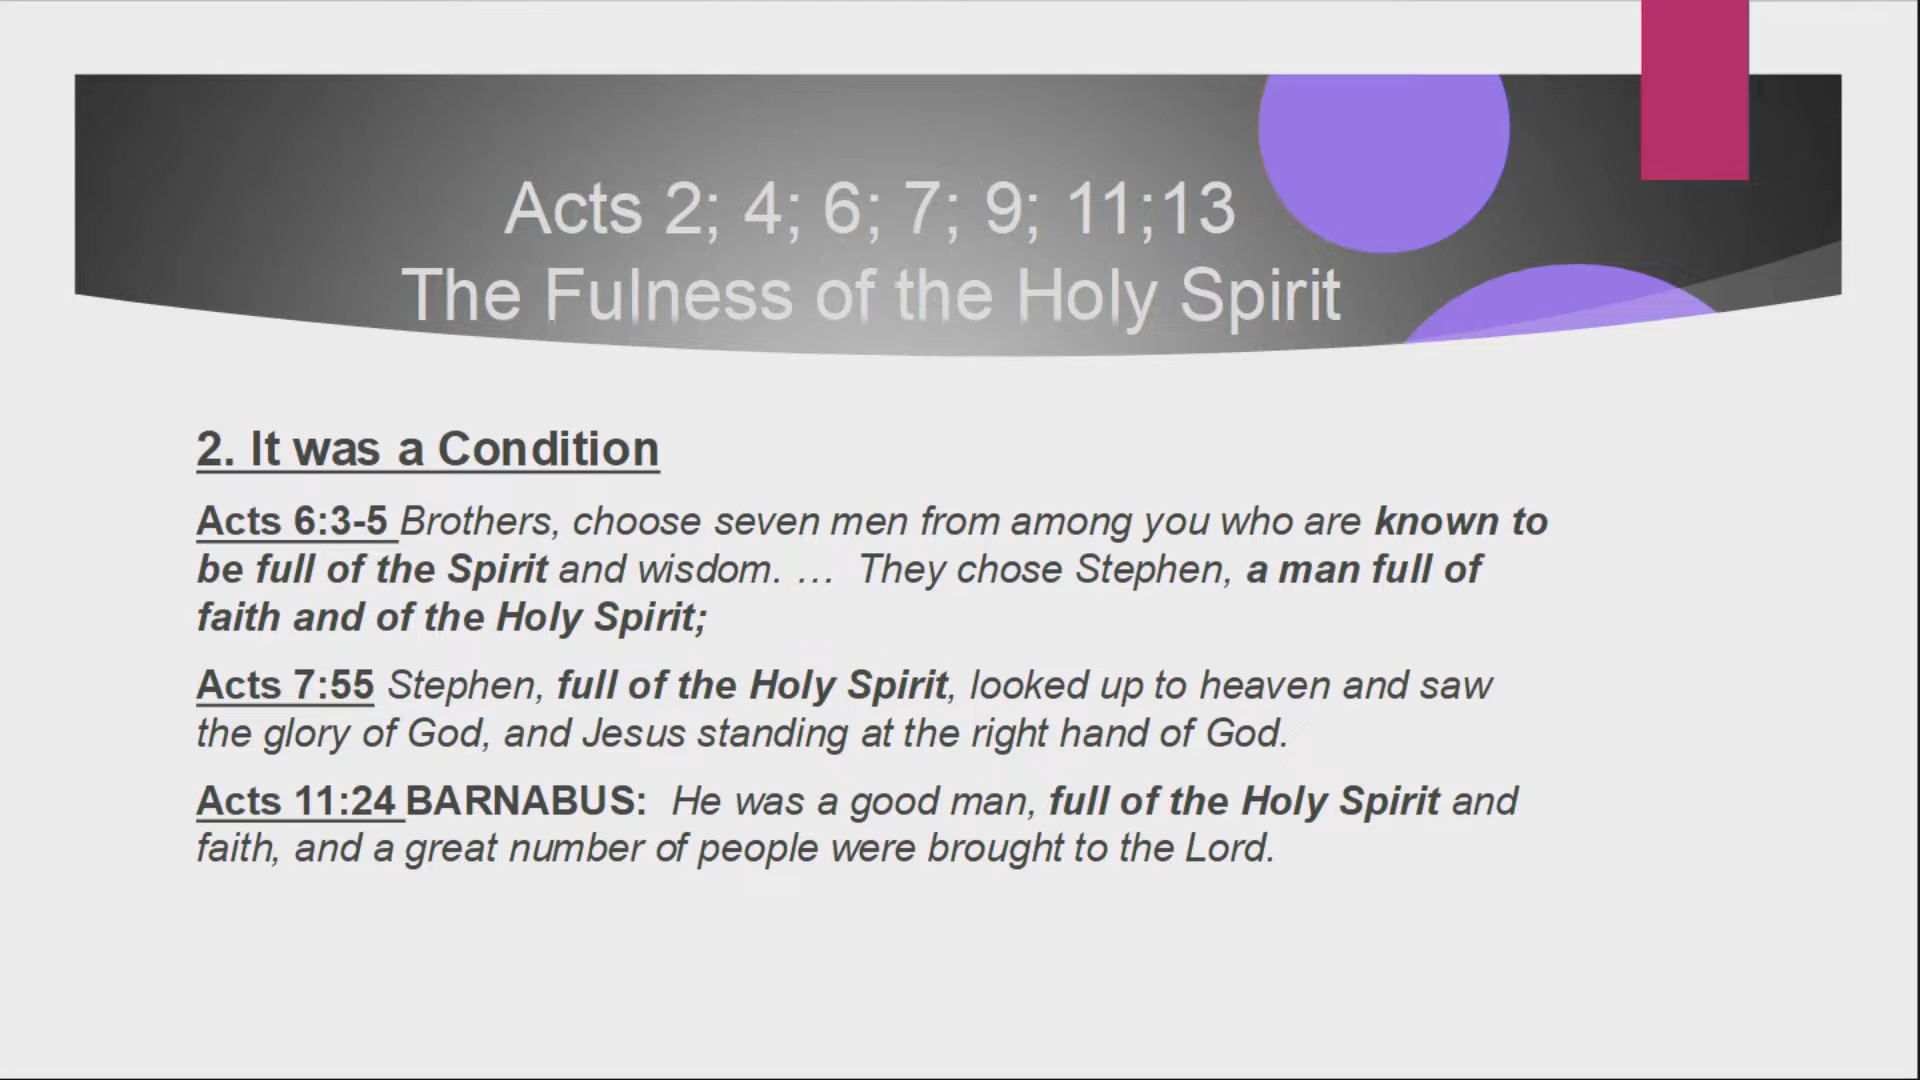 Acts 2; 4; 6; 7; 9; 11;13
The Fulness of the Holy Spirit
2. It was a Condition
Acts 6:3-5 Brothers, choose seven men from among you who are known to
be full of the Spirit and wisdom. … They chose Stephen, a man full of
faith and of the Holy Spirit;
Acts 7:55 Stephen, full of the Holy Spirit, looked up to heaven and saw
the glory of God, and Jesus standing at the right hand of God.
Acts 11:24 BARNABUS: He was a good man, full of the Holy Spirit and
faith, and a great number of people were brought to the Lord.